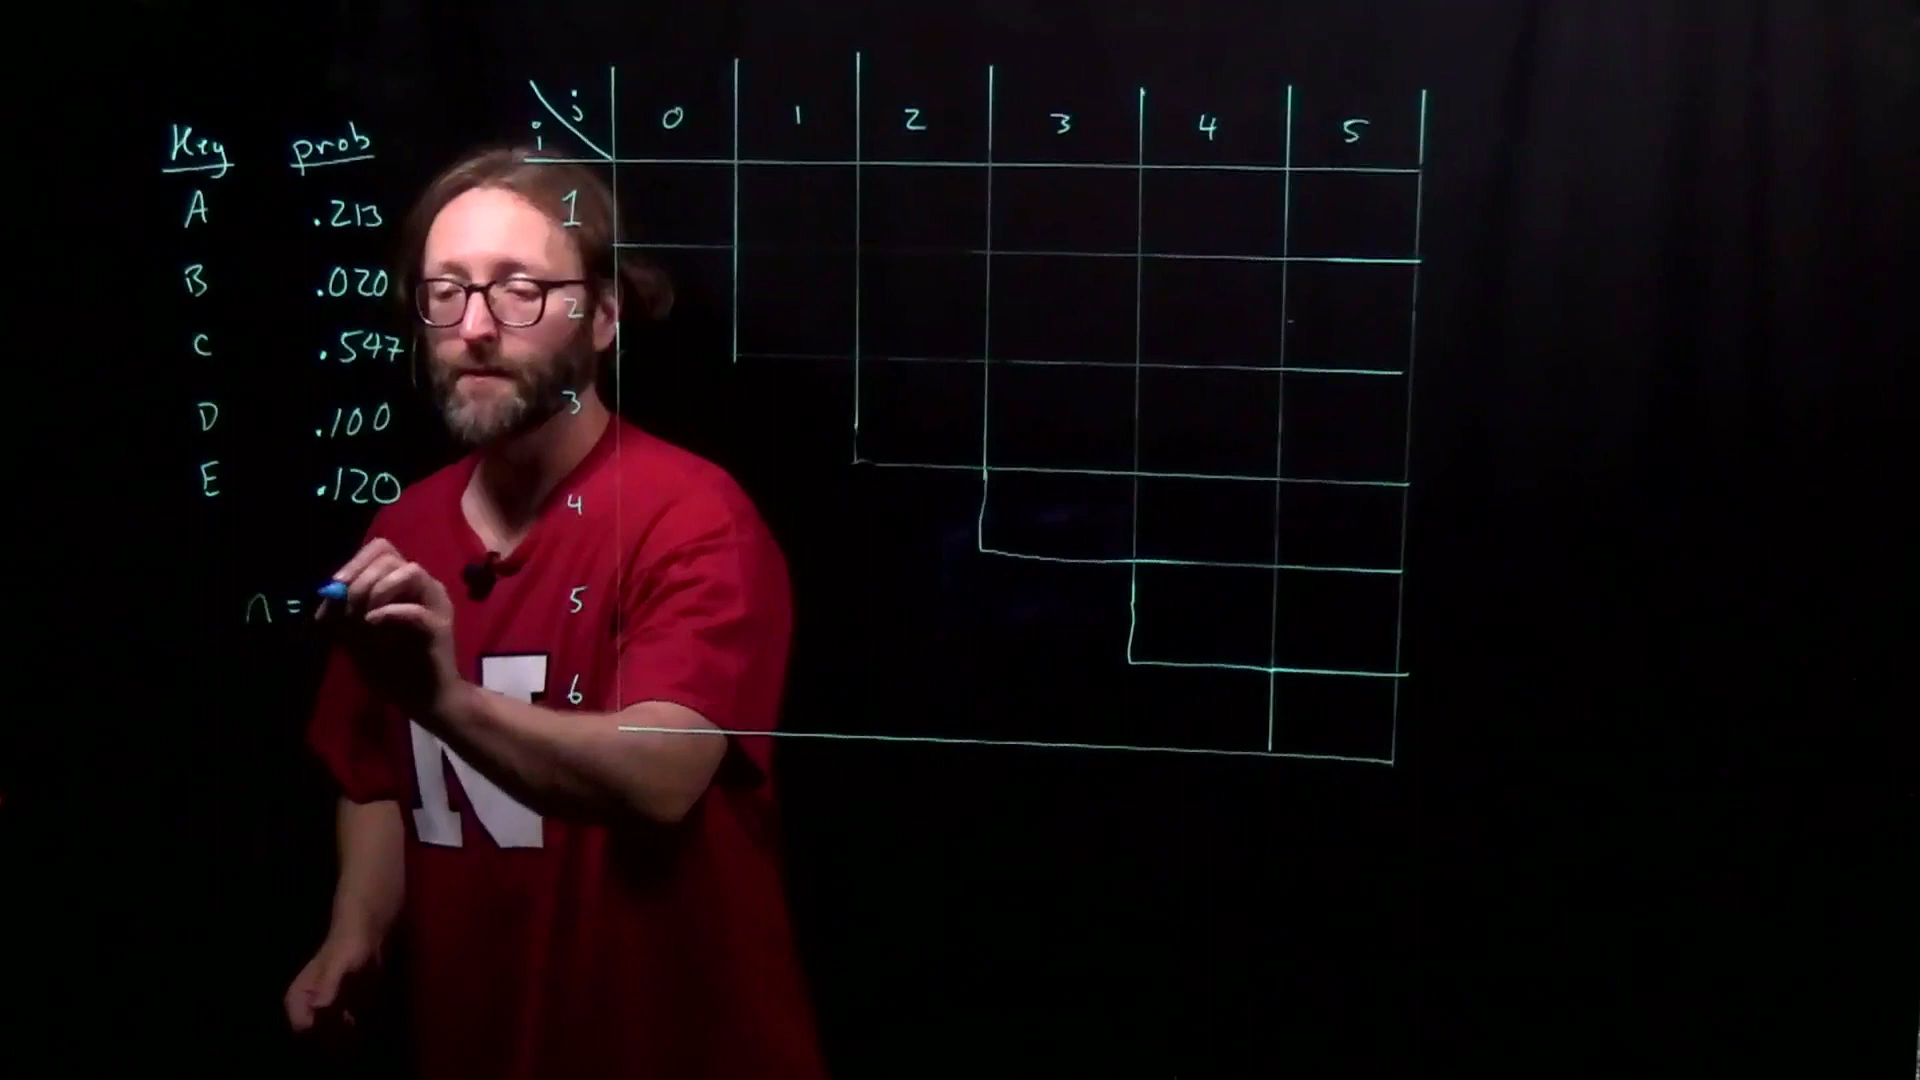 Key prob
A .213
B .020
C .547
D .100
E .120
n =
i j 0 1 2 3 4 5
1
2
3
4
5
6
N